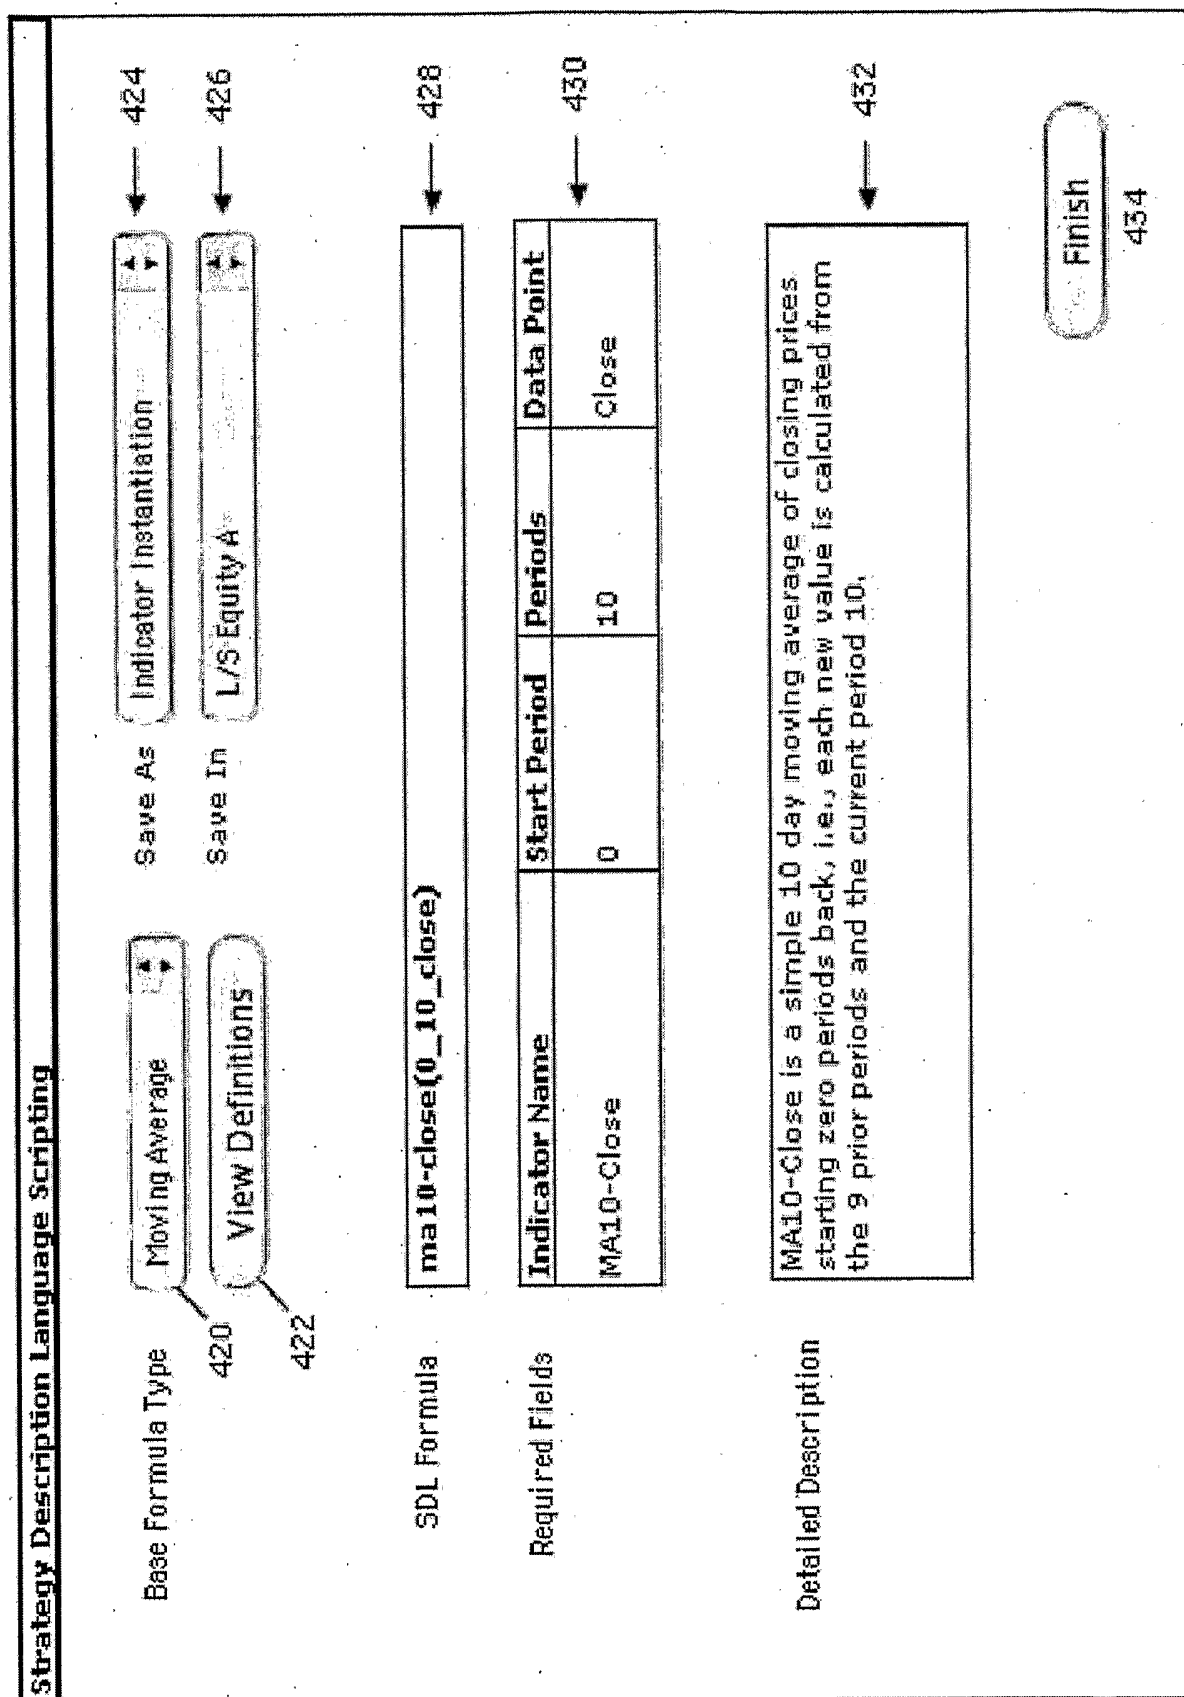 Strategy Description Language Scripting
Base Formula Type
Moving Average
420
View Definitions
422
Save As
Indicator Instantiation
424
Save In
L/S Equity A
426
SDL Formula
ma10-close(0_10_close)
428
Required Fields
Indicator Name Start Period Periods Data Point
MA10-Close 0 10 Close
430
Detailed Description
MA10-Close is a simple 10 day moving average of closing prices
starting zero periods back, i.e., each new value is calculated from
the 9 prior periods and the current period 10.
432
Finish
434